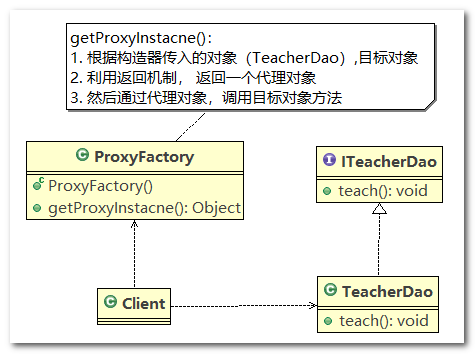 getProxyInstacne():
1. 根据构造器传入的对象（TeacherDao）,目标对象
2. 利用返回机制， 返回一个代理对象
3. 然后通过代理对象，调用目标对象方法
C ProxyFactory
C ProxyFactory()
getProxyInstacne(): Object
I ITeacherDao
teach(): void
C Client
C TeacherDao
teach(): void